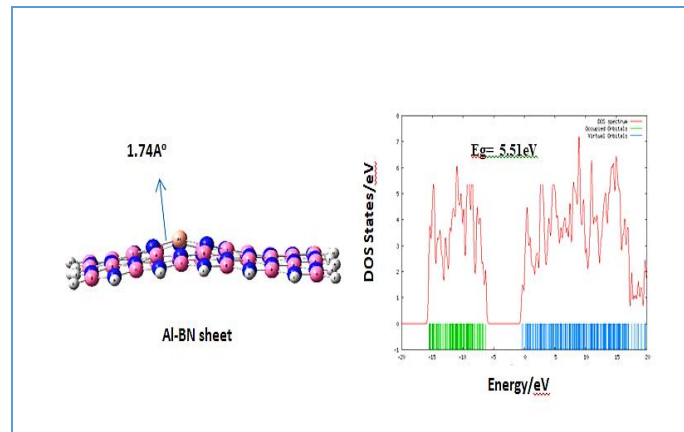 1.74A°
Al-BN sheet
Eg= 5.51eV
DOS spectrum
Occupied Orbitals
Virtual Orbitals
DOS States/eV
8
7
6
5
4
3
2
1
0
-1
-20
-15
-10
-5
0
5
10
15
20
Energy/eV